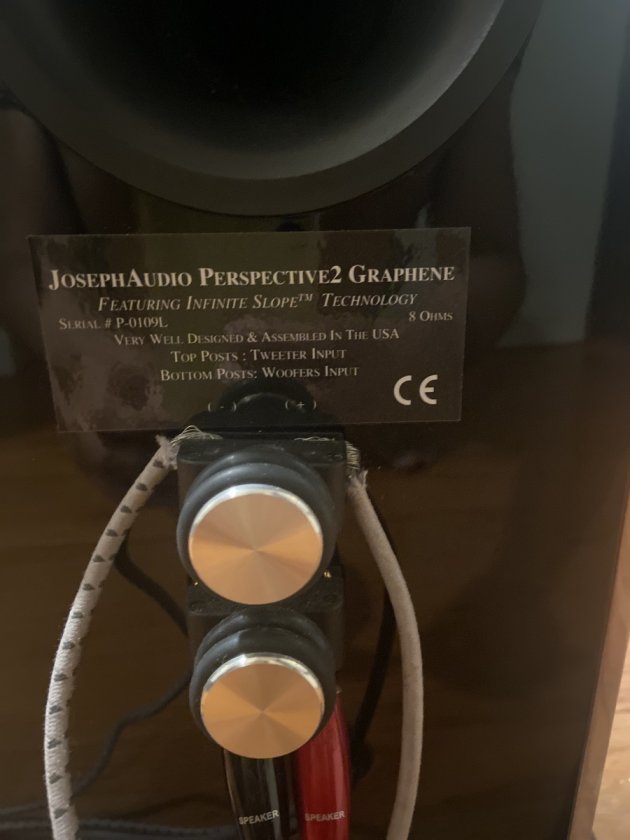 JOSEPHAUDIO PERSPECTIVE2 GRAPHENE
FEATURING INFINITE SLOPE™ TECHNOLOGY
SERIAL # P-0109L 8 OHMS
VERY WELL DESIGNED & ASSEMBLED IN THE USA
TOP POSTS : TWEETER INPUT
BOTTOM POSTS: WOOFERS INPUT
CE
(-) (+)
SPEAKER SPEAKER